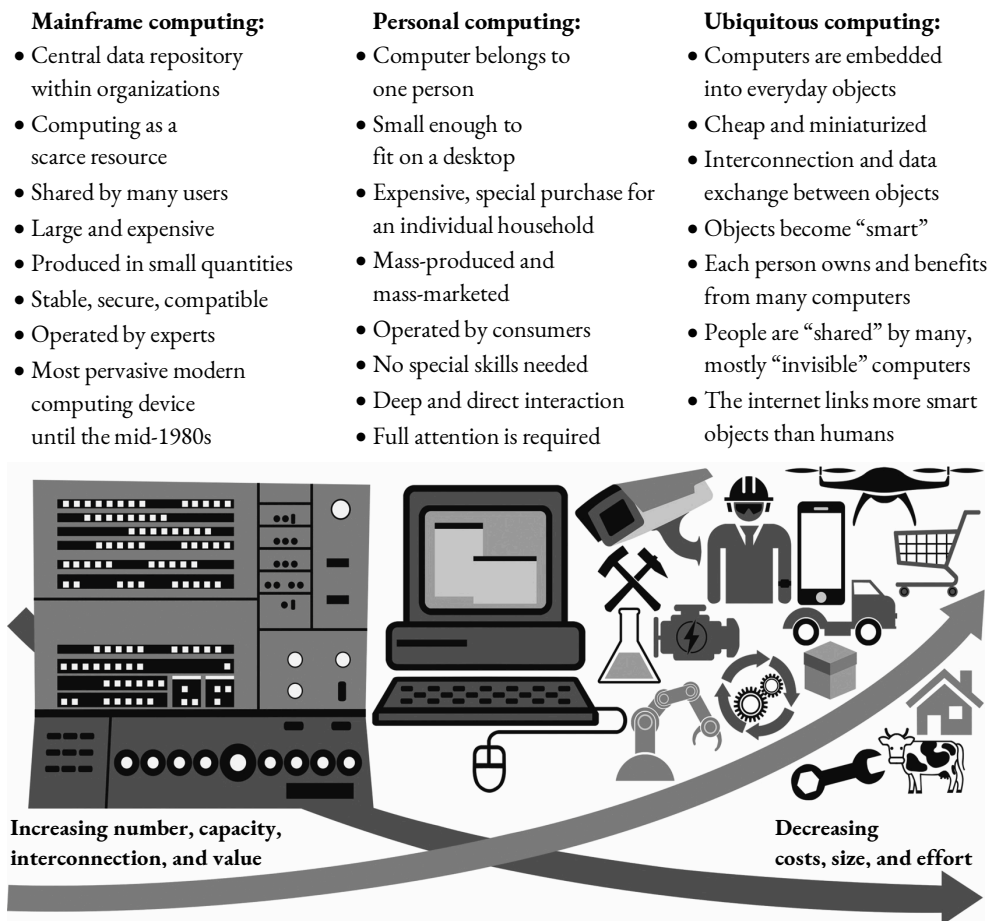 Mainframe computing:
• Central data repository
within organizations
• Computing as a
scarce resource
• Shared by many users
• Large and expensive
• Produced in small quantities
• Stable, secure, compatible
• Operated by experts
• Most pervasive modern
computing device
until the mid-1980s
Personal computing:
• Computer belongs to
one person
• Small enough to
fit on a desktop
• Expensive, special purchase for
an individual household
• Mass-produced and
mass-marketed
• Operated by consumers
• No special skills needed
• Deep and direct interaction
• Full attention is required
Ubiquitous computing:
• Computers are embedded
into everyday objects
• Cheap and miniaturized
• Interconnection and data
exchange between objects
• Objects become “smart”
• Each person owns and benefits
from many computers
• People are “shared” by many,
mostly “invisible” computers
• The internet links more smart
objects than humans
Increasing number, capacity,
interconnection, and value
Decreasing
costs, size, and effort